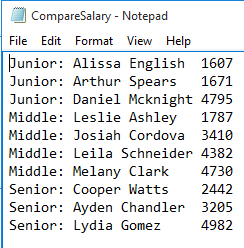 CompareSalary - Notepad
File Edit Format View Help
Junior: Alissa English 1607
Junior: Arthur Spears 1671
Junior: Daniel Mcknight 4795
Middle: Leslie Ashley 1787
Middle: Josiah Cordova 3410
Middle: Leila Schneider 4382
Middle: Melany Clark 4730
Senior: Cooper Watts 2442
Senior: Ayden Chandler 3205
Senior: Lydia Gomez 4982